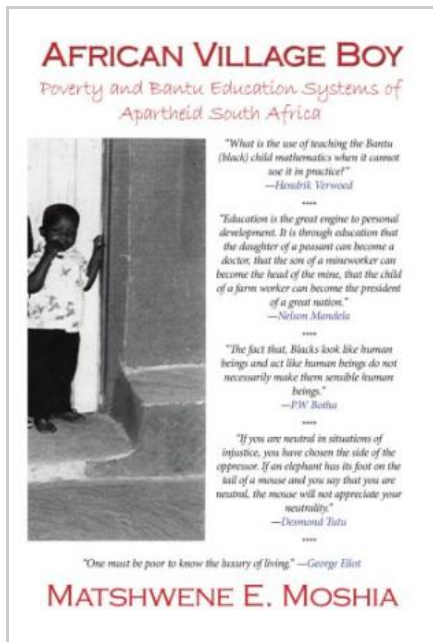 AFRICAN VILLAGE BOY
Poverty and Bantu Education Systems of
Apartheid South Africa
"What is the use of teaching the Bantu
(black) child mathematics when it cannot
use it in practice?"
—Hendrik Verwoed
****
"Education is the great engine to personal
development. It is through education that
the daughter of a peasant can become a
doctor, that the son of a mineworker can
become the head of the mine, that the child
of a farm worker can become the president
of a great nation."
—Nelson Mandela
****
"The fact that, Blacks look like human
beings and act like human beings do not
necessarily make them sensible human
beings."
—P.W Botha
****
"If you are neutral in situations of
injustice, you have chosen the side of the
oppressor. If an elephant has its foot on the
tail of a mouse and you say that you are
neutral, the mouse will not appreciate your
neutrality."
—Desmond Tutu
****
"One must be poor to know the luxury of living." —George Eliot
MATSHWENE E. MOSHIA